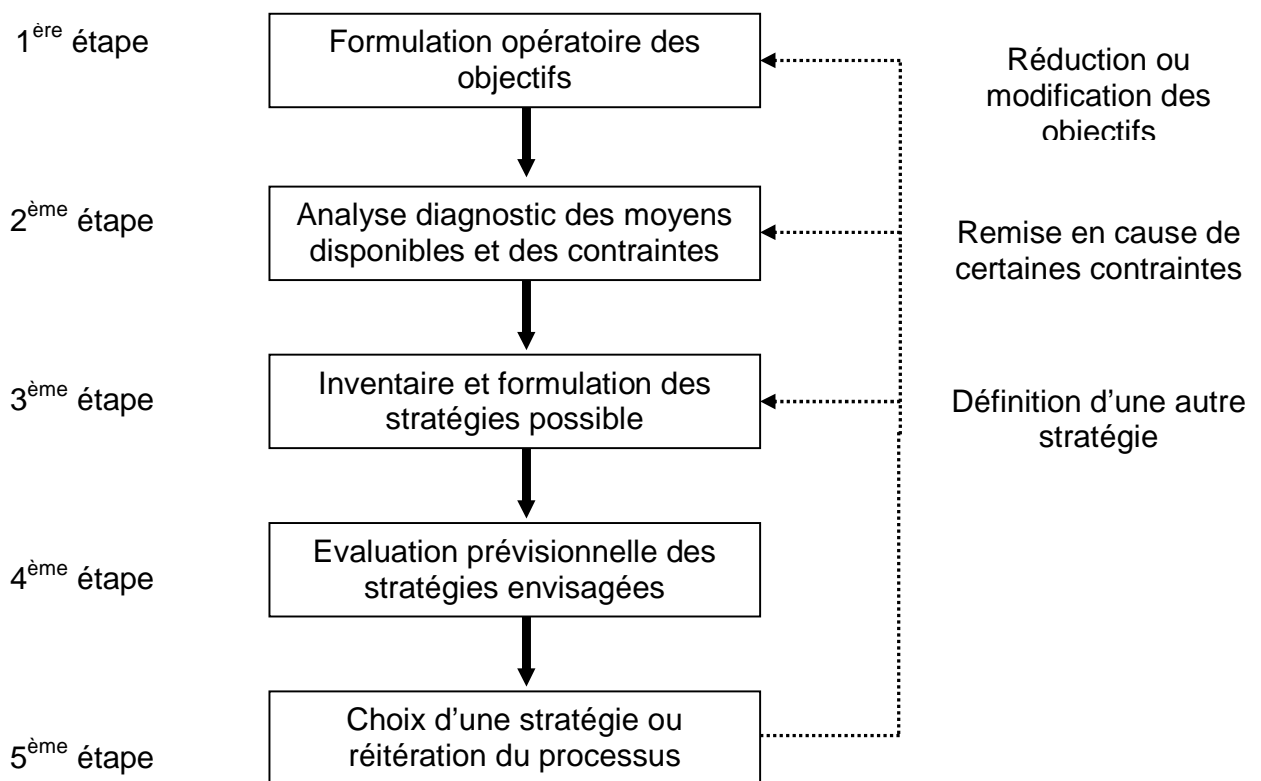 1ère étape
Formulation opératoire des
objectifs
Réduction ou
modification des
objectifs
2ème étape
Analyse diagnostic des moyens
disponibles et des contraintes
Remise en cause de
certaines contraintes
3ème étape
Inventaire et formulation des
stratégies possible
Définition d’une autre
stratégie
4ème étape
Evaluation prévisionnelle des
stratégies envisagées
5ème étape
Choix d’une stratégie ou
réitération du processus